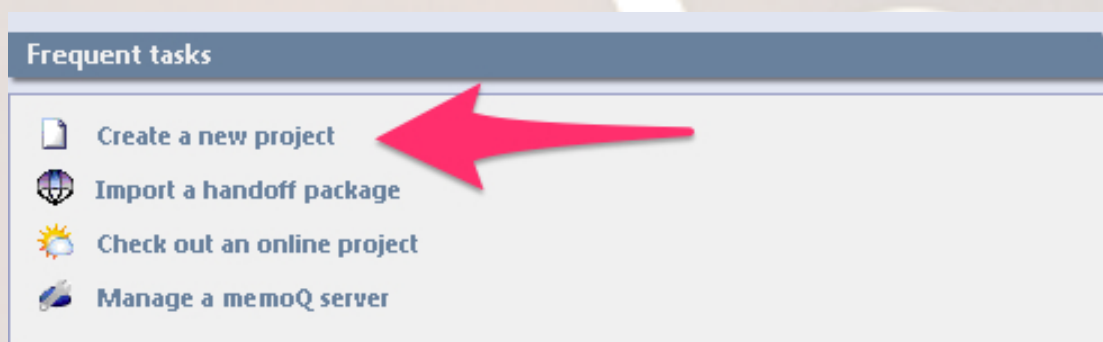 Frequent tasks
Create a new project
Import a handoff package
Check out an online project
Manage a memoQ server